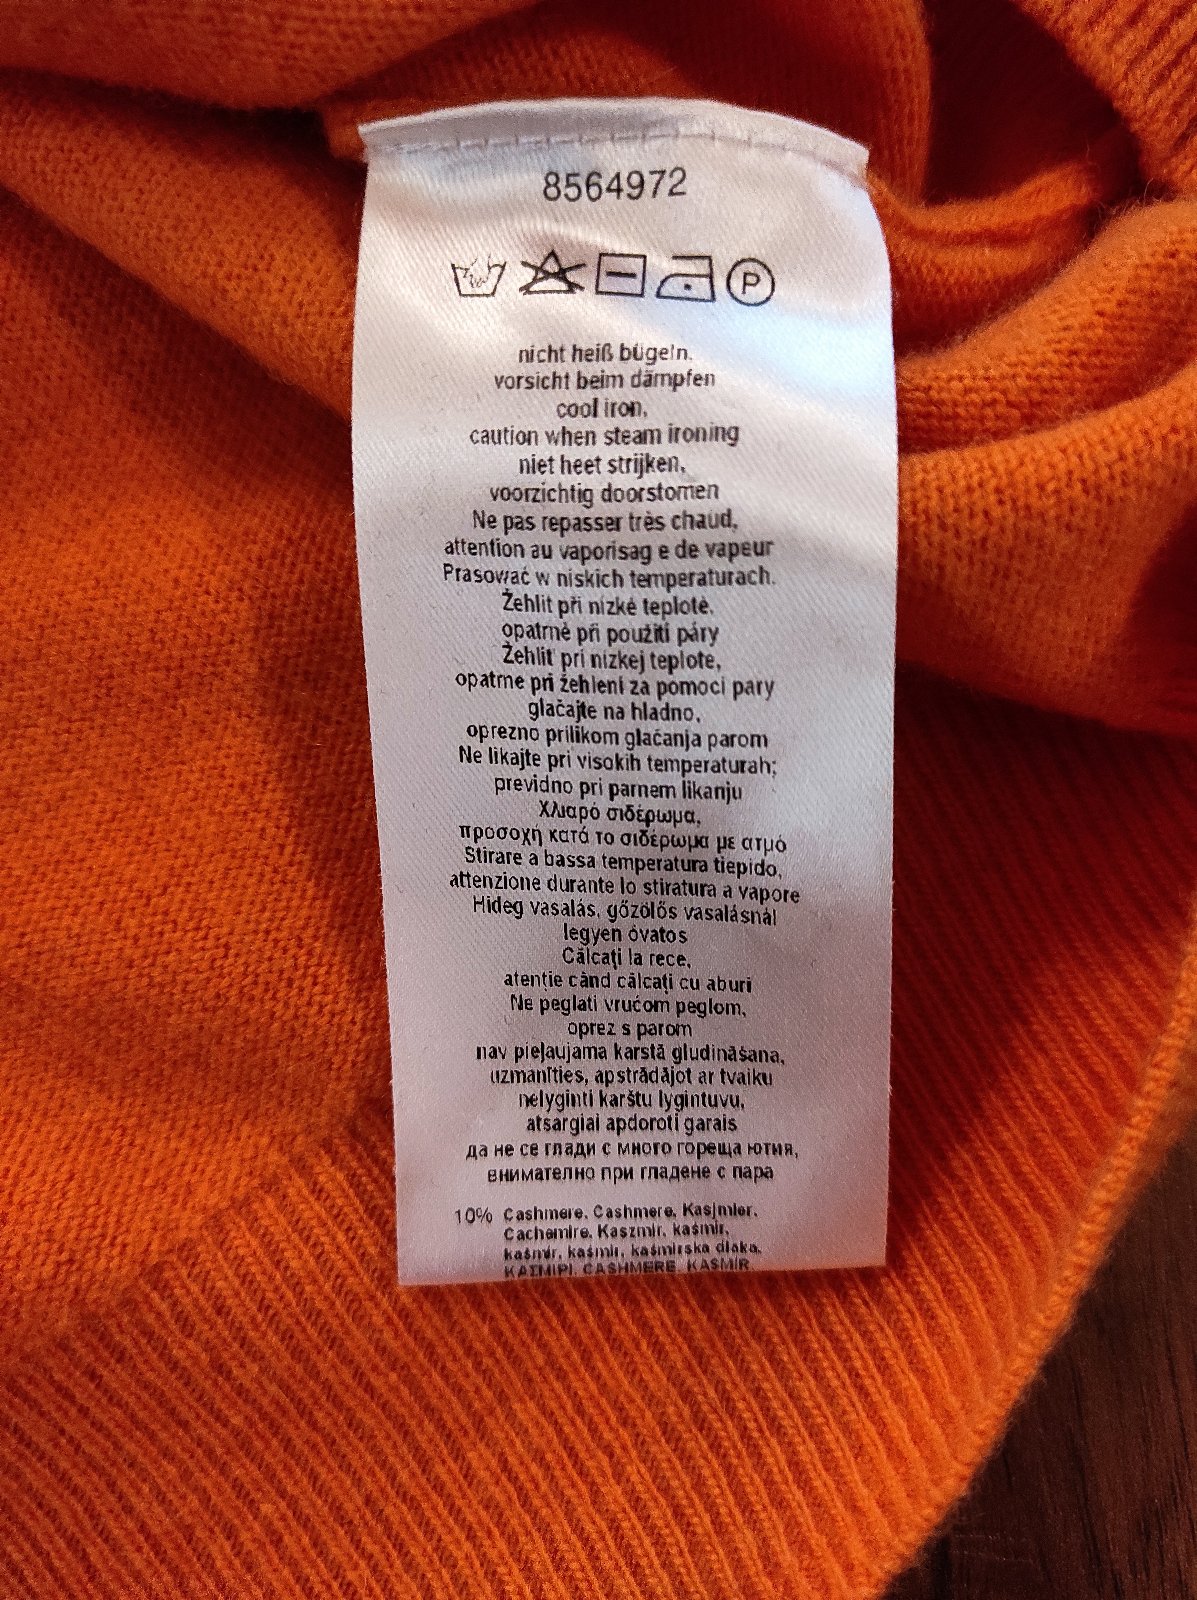 8564972
P
nicht heiß bügeln.
vorsicht beim dämpfen
cool iron,
caution when steam ironing
niet heet strijken,
voorzichtig doorstomen
Ne pas repasser très chaud,
attention au vaporisag e de vapeur
Prasować w niskich temperaturach.
Žehlit při nízké teplotě,
opatrně při použití páry
Žehlit pri nízkej teplote,
opatrne pri žehlení za pomoci pary
glačajte na hladno,
oprezno prilikom glaćanja parom
Ne likajte pri visokih temperaturah;
previdno pri parnem likanju
Χλιαρό σιδέρωμα,
προσοχή κατά το σιδέρωμα με ατμό
Stirare a bassa temperatura tiepido,
attenzione durante lo stiratura a vapore
Hideg vasalás, gőzölős vasalásnál
legyen óvatos
Călcați la rece,
atenție când călcați cu aburi
Ne peglati vrućom peglom,
oprez s parom
nav pieļaujama karstā gludināšana,
uzmanīties, apstrādājot ar tvaiku
nelyginti karštu lygintuvu,
atsargiai apdoroti garais
да не се глади с много гореща ютия,
внимателно при гладене с пара
10% Cashmere, Cashmere, Kasjmier,
Cachemire, Kaszmir, kašmír,
kašmír, kašmir, kašmirska dlaka,
ΚΑΣΜΙΡΙ, CASHMERE, KASMÍR